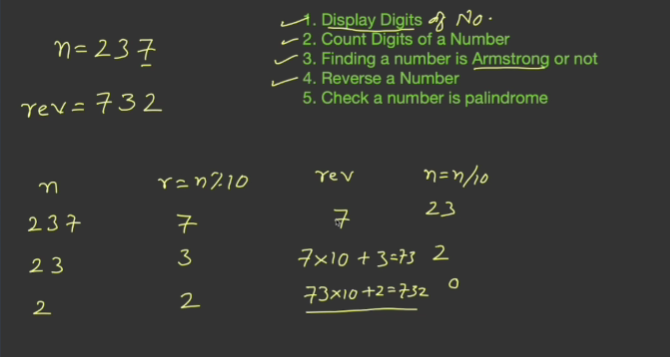 1. Display Digits of No.
2. Count Digits of a Number
3. Finding a number is Armstrong or not
4. Reverse a Number
5. Check a number is palindrome
n=237
rev=732
n r=n%10 rev n=n/10
237 7 7 23
23 3 7×10+3=73 2
2 2 73×10+2=732 0